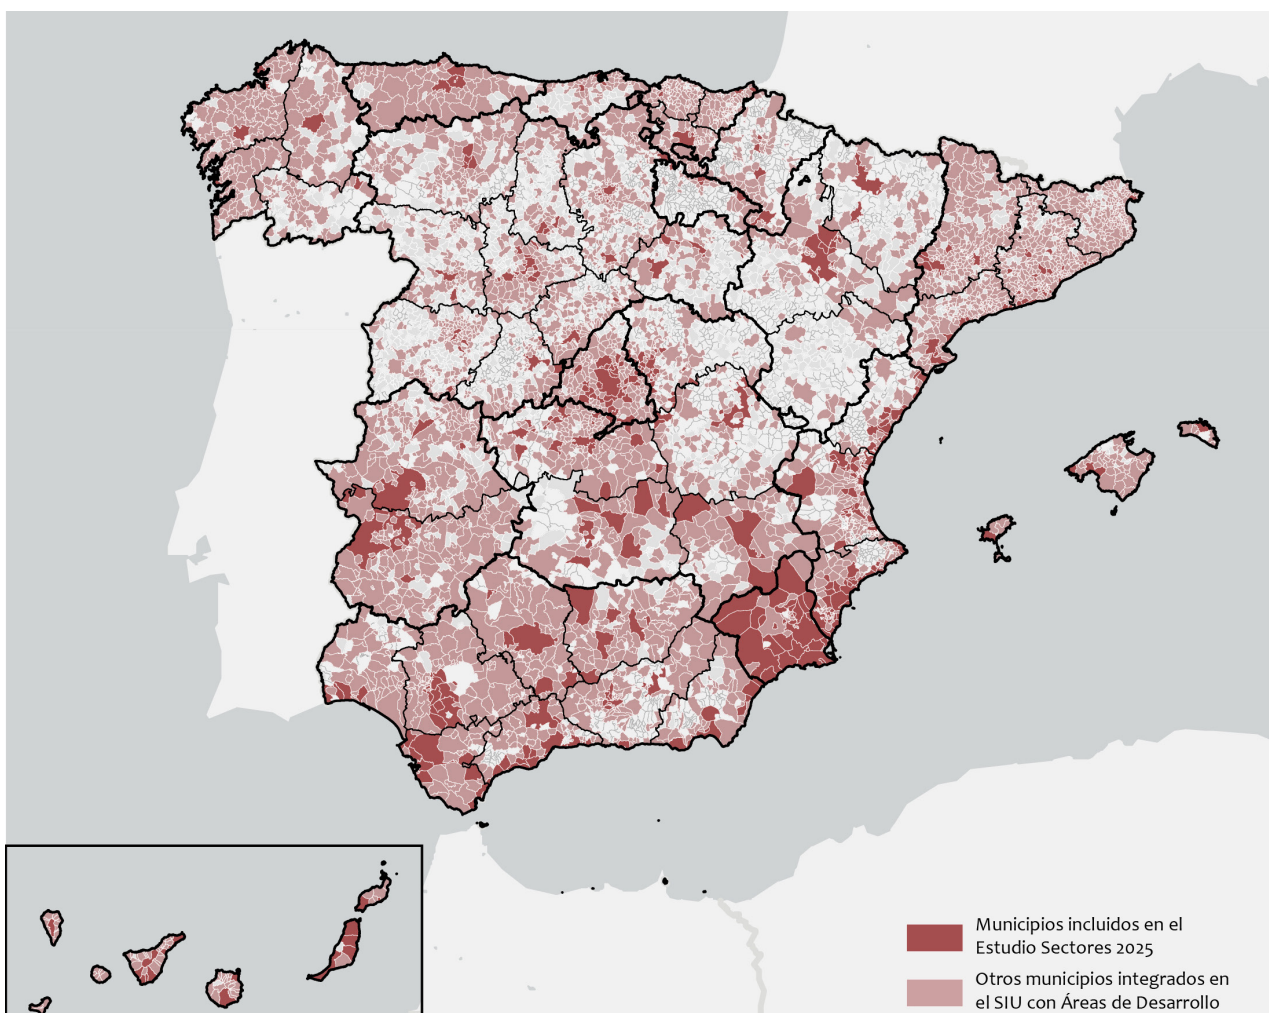 Municipios incluidos en el
Estudio Sectores 2025
Otros municipios integrados en
el SIU con Áreas de Desarrollo